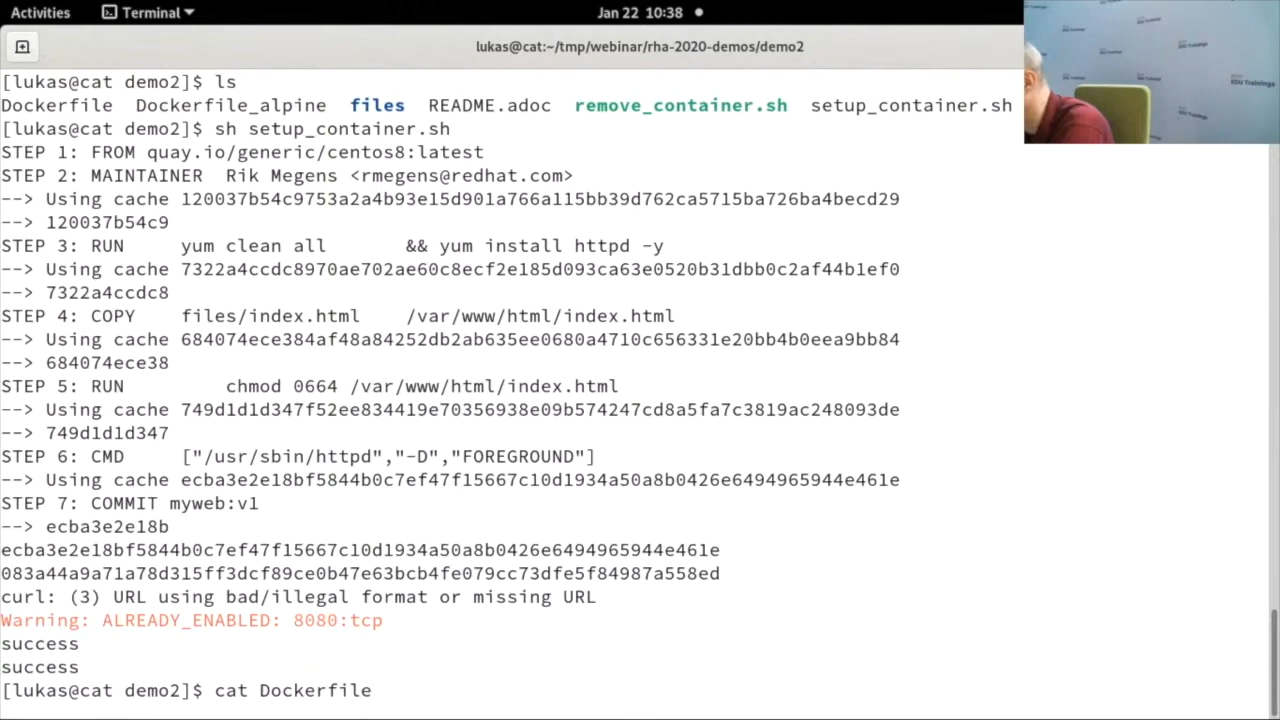 Activities
Terminal
Jan 22 10:38
lukas@cat:~/tmp/webinar/rha-2020-demos/demo2
EDU Trainings
[lukas@cat demo2]$ ls
Dockerfile  Dockerfile_alpine  files  README.adoc  remove_container.sh  setup_container.sh
[lukas@cat demo2]$ sh setup_container.sh
STEP 1: FROM quay.io/generic/centos8:latest
STEP 2: MAINTAINER  Rik Megens <rmegens@redhat.com>
--> Using cache 120037b54c9753a2a4b93e15d901a766a115bb39d762ca5715ba726ba4becd29
--> 120037b54c9
STEP 3: RUN     yum clean all       && yum install httpd -y
--> Using cache 7322a4ccdc8970ae702ae60c8ecf2e185d093ca63e0520b31dbb0c2af44b1ef0
--> 7322a4ccdc8
STEP 4: COPY    files/index.html    /var/www/html/index.html
--> Using cache 684074ece384af48a84252db2ab635ee0680a4710c656331e20bb4b0eea9bb84
--> 684074ece38
STEP 5: RUN         chmod 0664 /var/www/html/index.html
--> Using cache 749d1d1d347f52ee834419e70356938e09b574247cd8a5fa7c3819ac248093de
--> 749d1d1d347
STEP 6: CMD     ["/usr/sbin/httpd","-D","FOREGROUND"]
--> Using cache ecba3e2e18bf5844b0c7ef47f15667c10d1934a50a8b0426e6494965944e461e
STEP 7: COMMIT myweb:v1
--> ecba3e2e18b
ecba3e2e18bf5844b0c7ef47f15667c10d1934a50a8b0426e6494965944e461e
083a44a9a71a78d315ff3dcf89ce0b47e63bcb4fe079cc73dfe5f84987a558ed
curl: (3) URL using bad/illegal format or missing URL
Warning: ALREADY_ENABLED: 8080:tcp
success
success
[lukas@cat demo2]$ cat Dockerfile